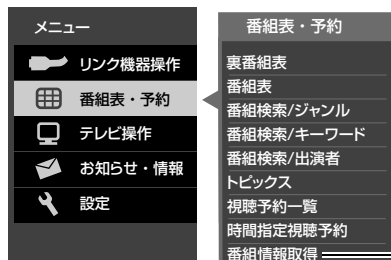 メニュー
リンク機器操作
番組表・予約
テレビ操作
お知らせ・情報
設定
番組表・予約
裏番組表
番組表
番組検索/ジャンル
番組検索/キーワード
番組検索/出演者
トピックス
視聴予約一覧
時間指定視聴予約
番組情報取得